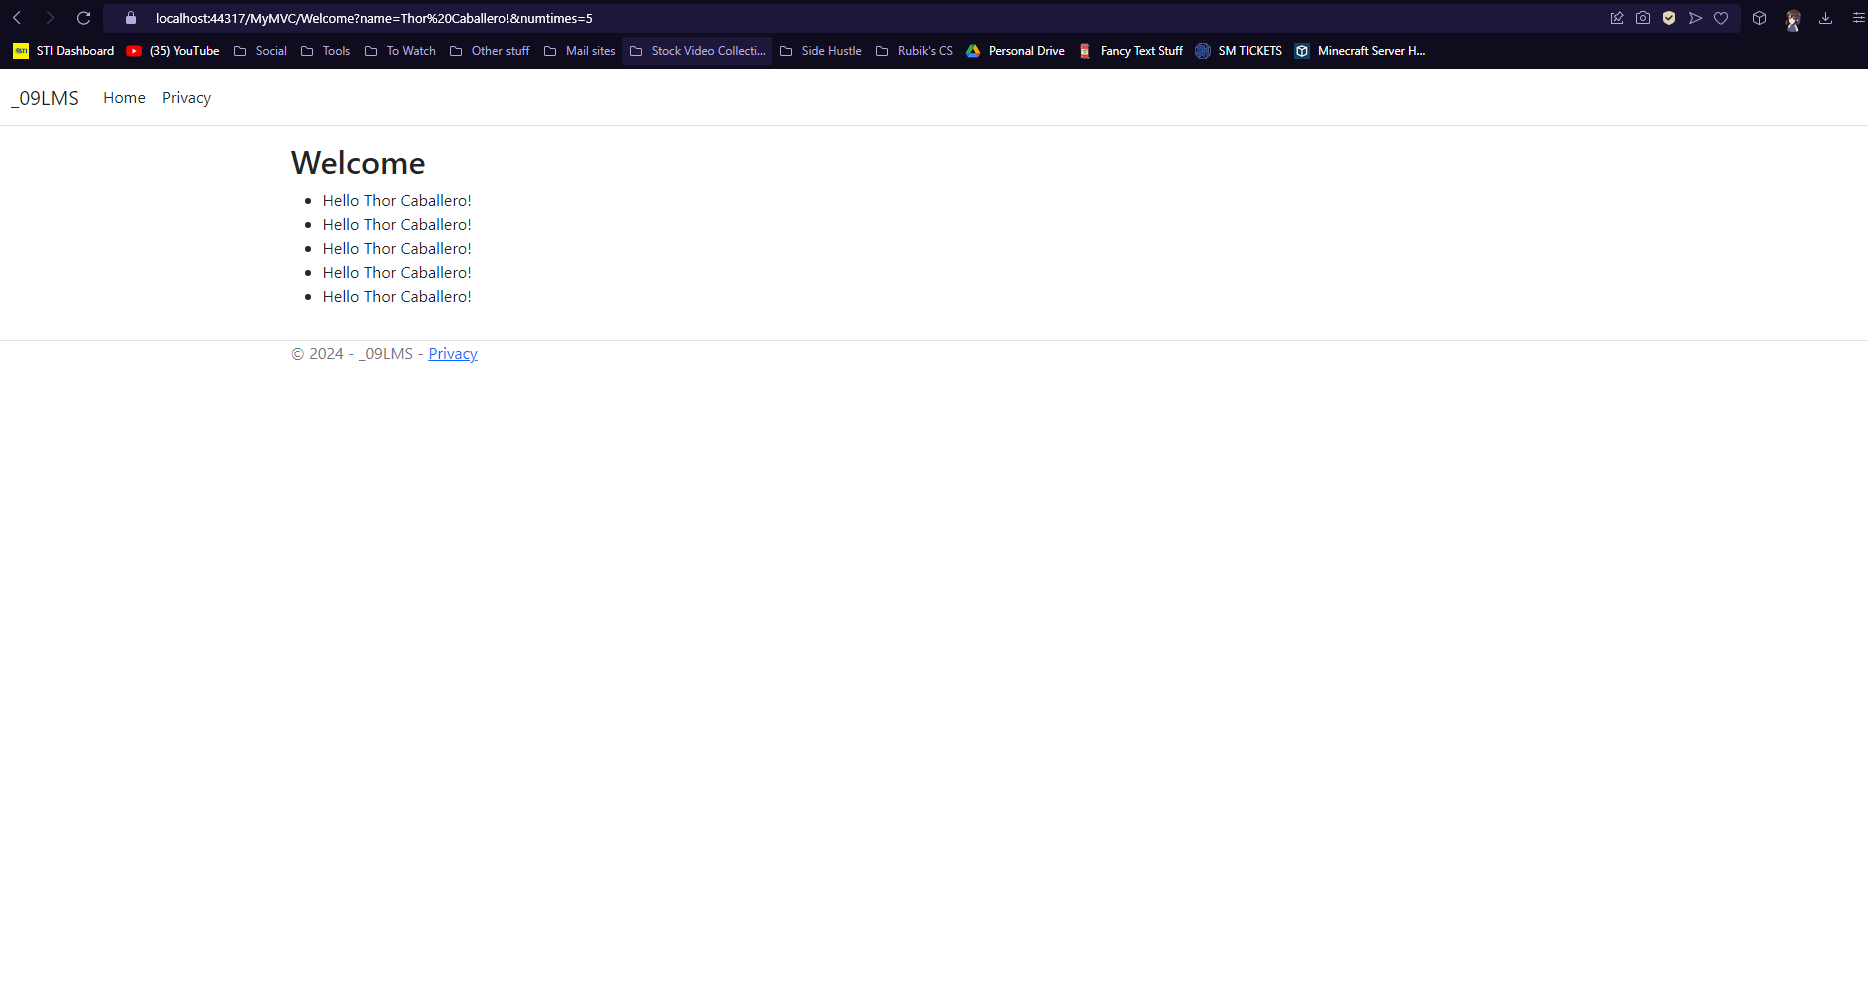 localhost:44317/MyMVC/Welcome?name=Thor%20Caballero!&numtimes=5
STI STI Dashboard (35) YouTube Social Tools To Watch Other stuff Mail sites Stock Video Collecti... Side Hustle Rubik's CS Personal Drive Fancy Text Stuff SM TICKETS Minecraft Server H...
_09LMS Home Privacy
Welcome
• Hello Thor Caballero!
• Hello Thor Caballero!
• Hello Thor Caballero!
• Hello Thor Caballero!
• Hello Thor Caballero!
© 2024 - _09LMS - Privacy